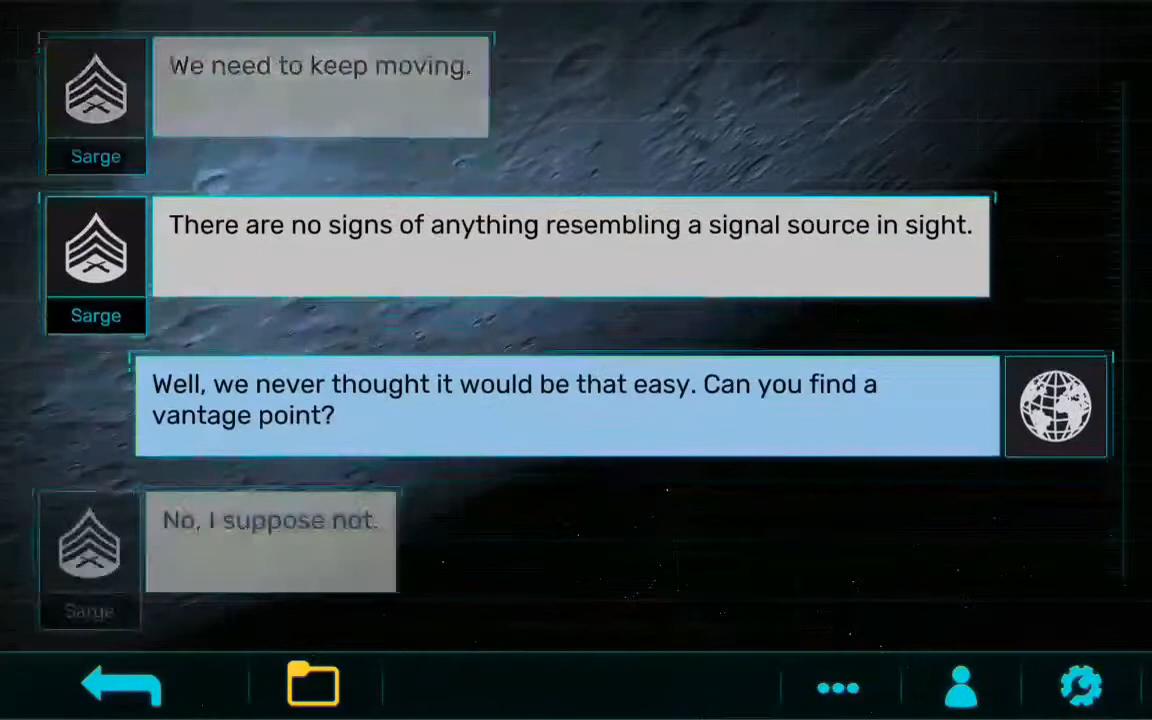 We need to keep moving.
Sarge
There are no signs of anything resembling a signal source in sight.
Sarge
Well, we never thought it would be that easy. Can you find a
vantage point?
No, I suppose not.
Sarge